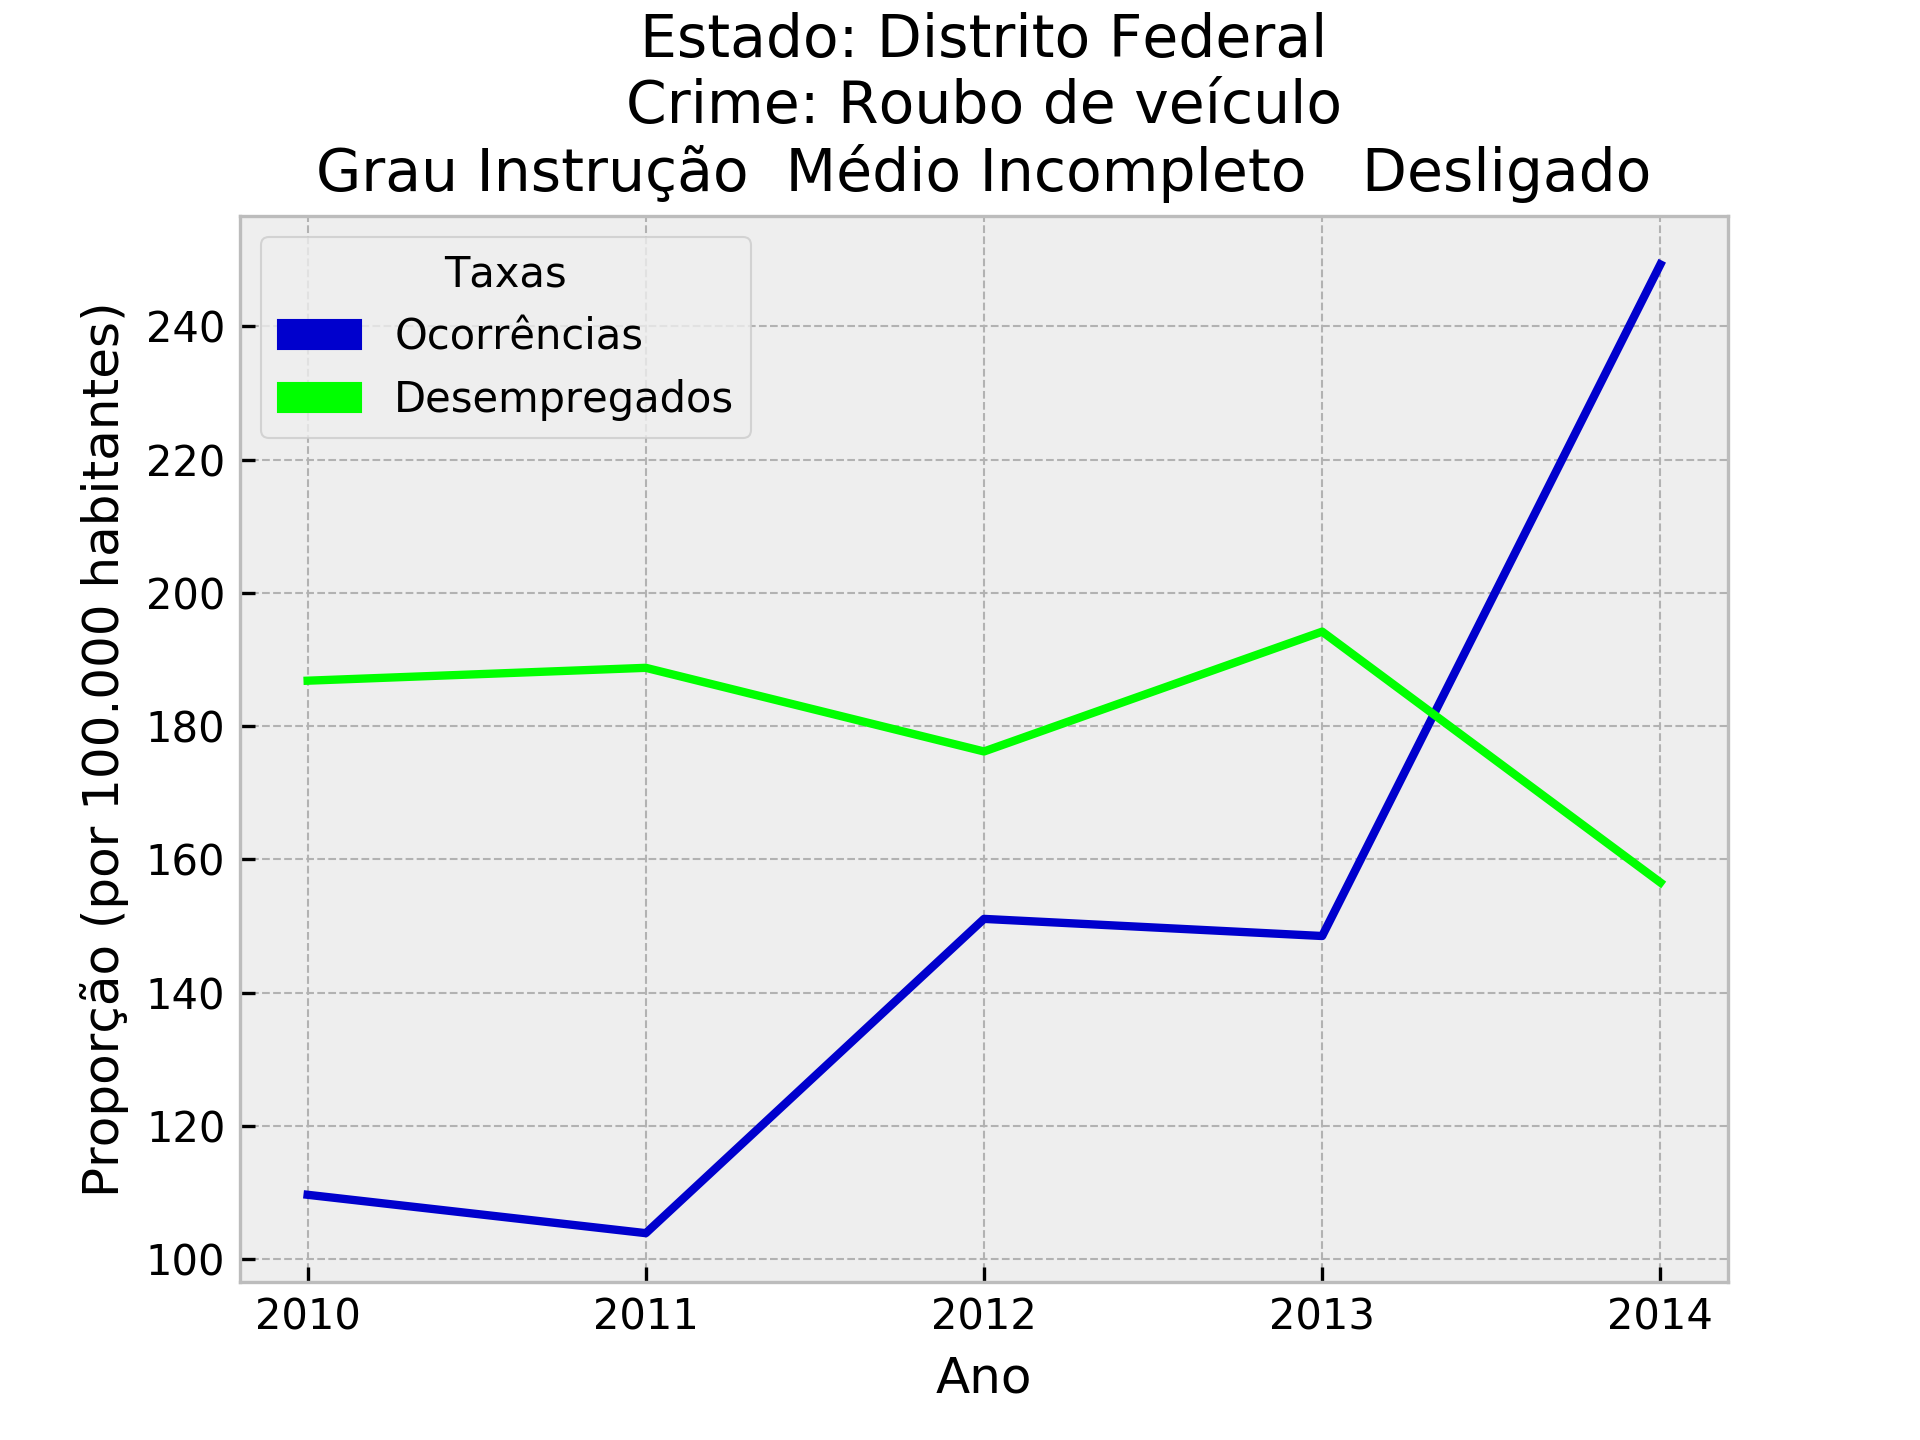 Estado: Distrito Federal
Crime: Roubo de veículo
Grau Instrução  Médio Incompleto   Desligado
Taxas
Ocorrências
Desempregados
Proporção (por 100.000 habitantes)
240
220
200
180
160
140
120
100
2010 2011 2012 2013 2014
Ano